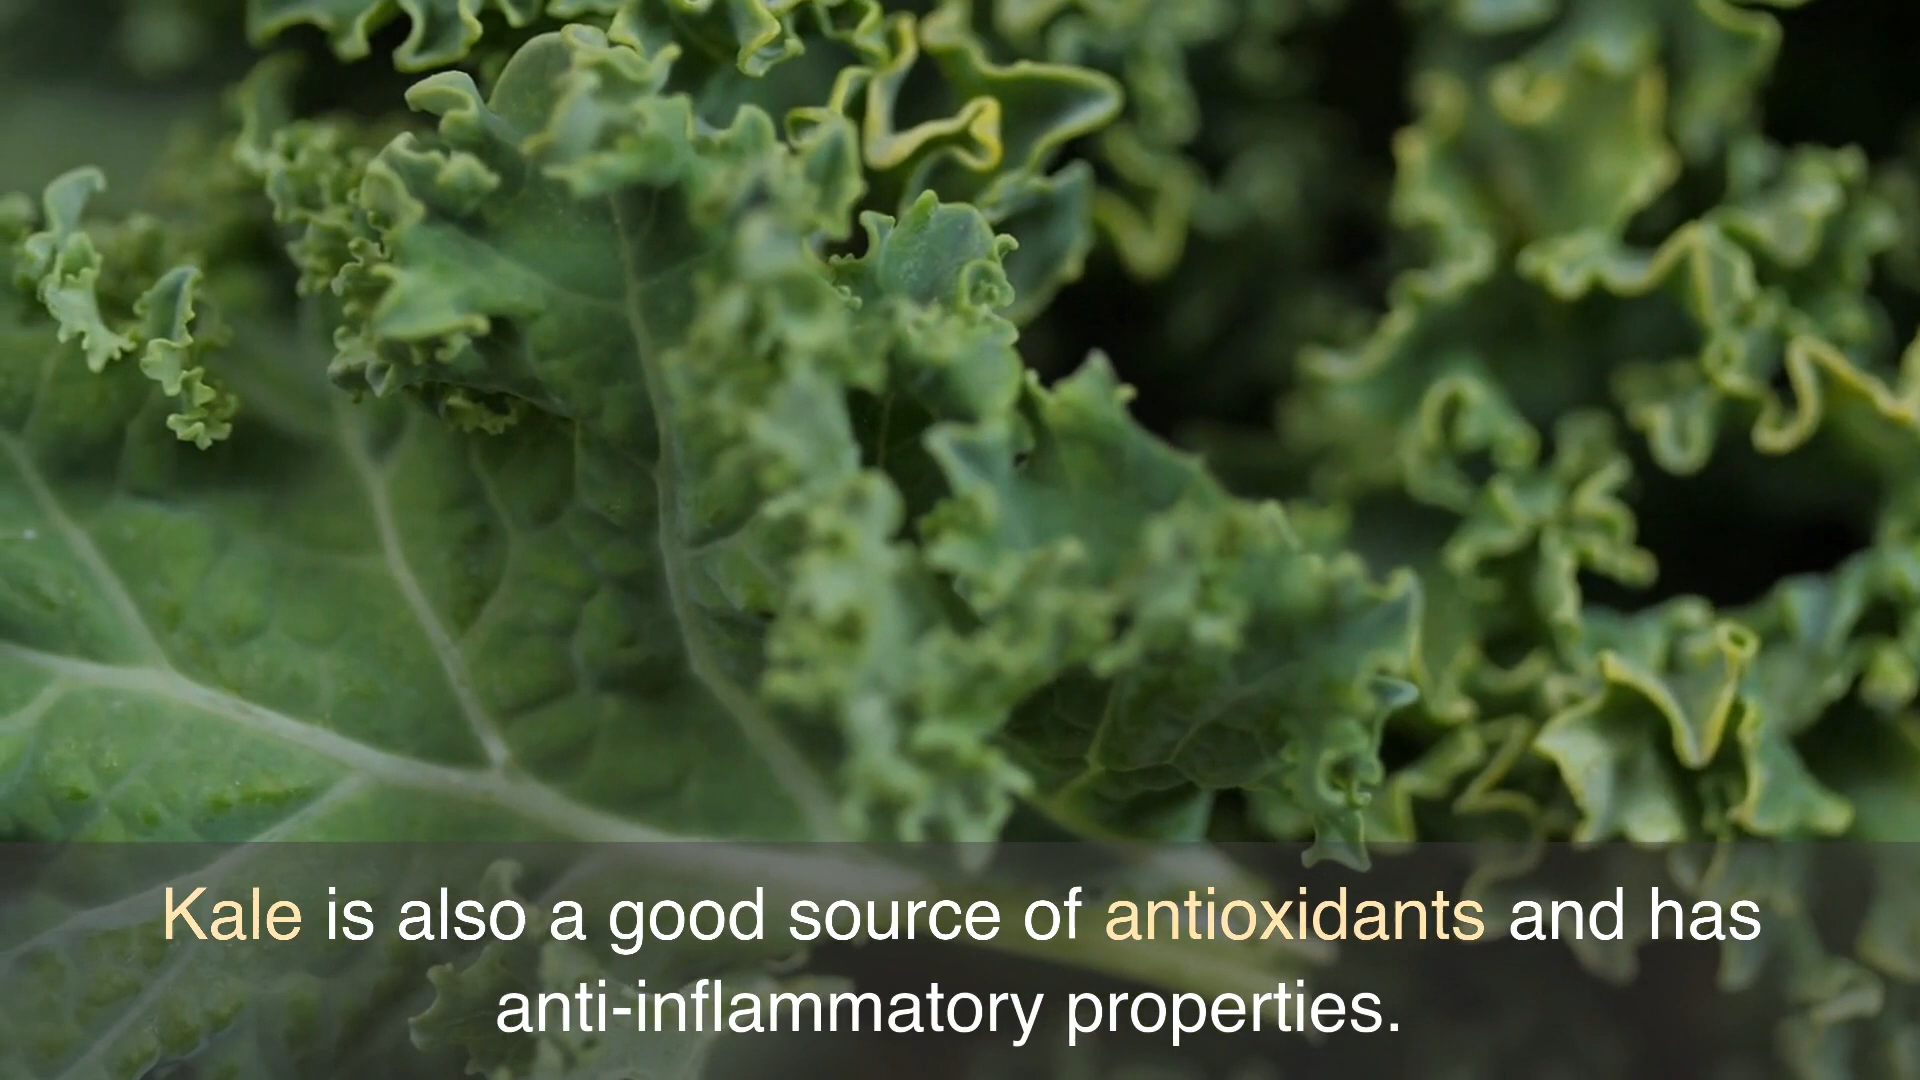 Kale is also a good source of antioxidants and has
anti-inflammatory properties.